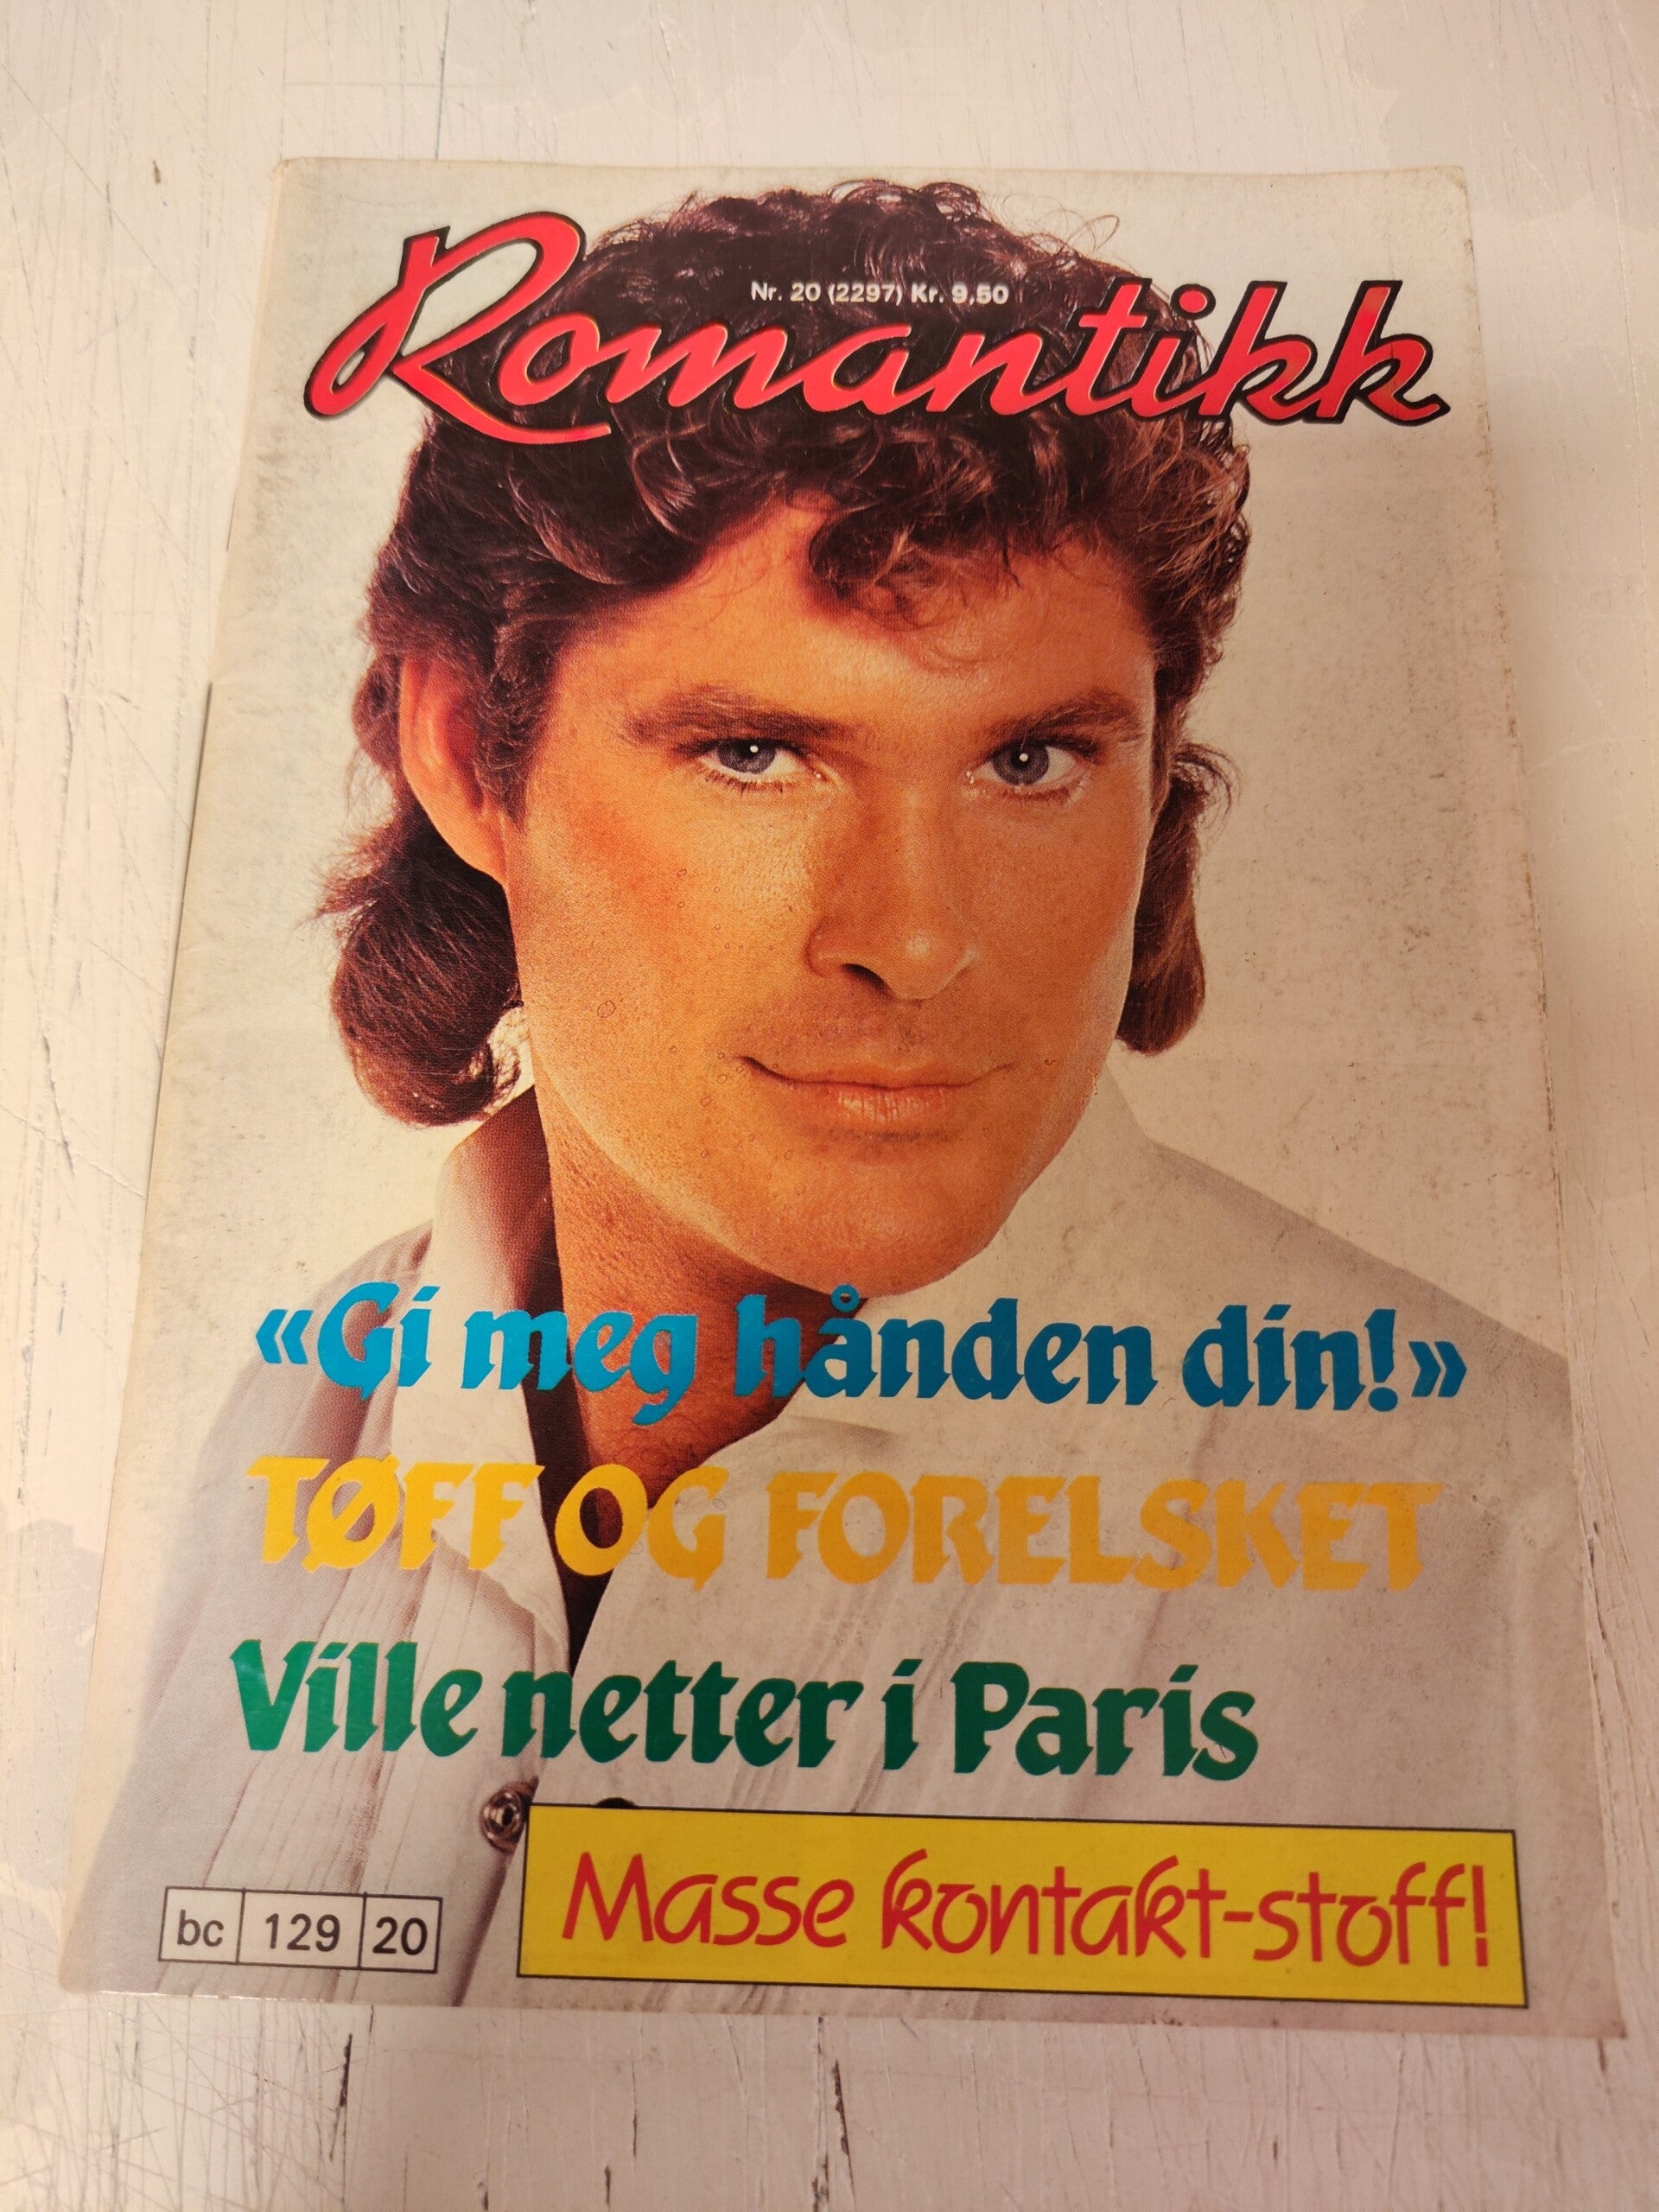 Nr. 20 (2297) Kr. 9,50
Romantikk
«Gi meg hånden din!»
TØFF OG FORELSKET
Ville netter i Paris
Masse kontakt-stoff!
bc 129 20